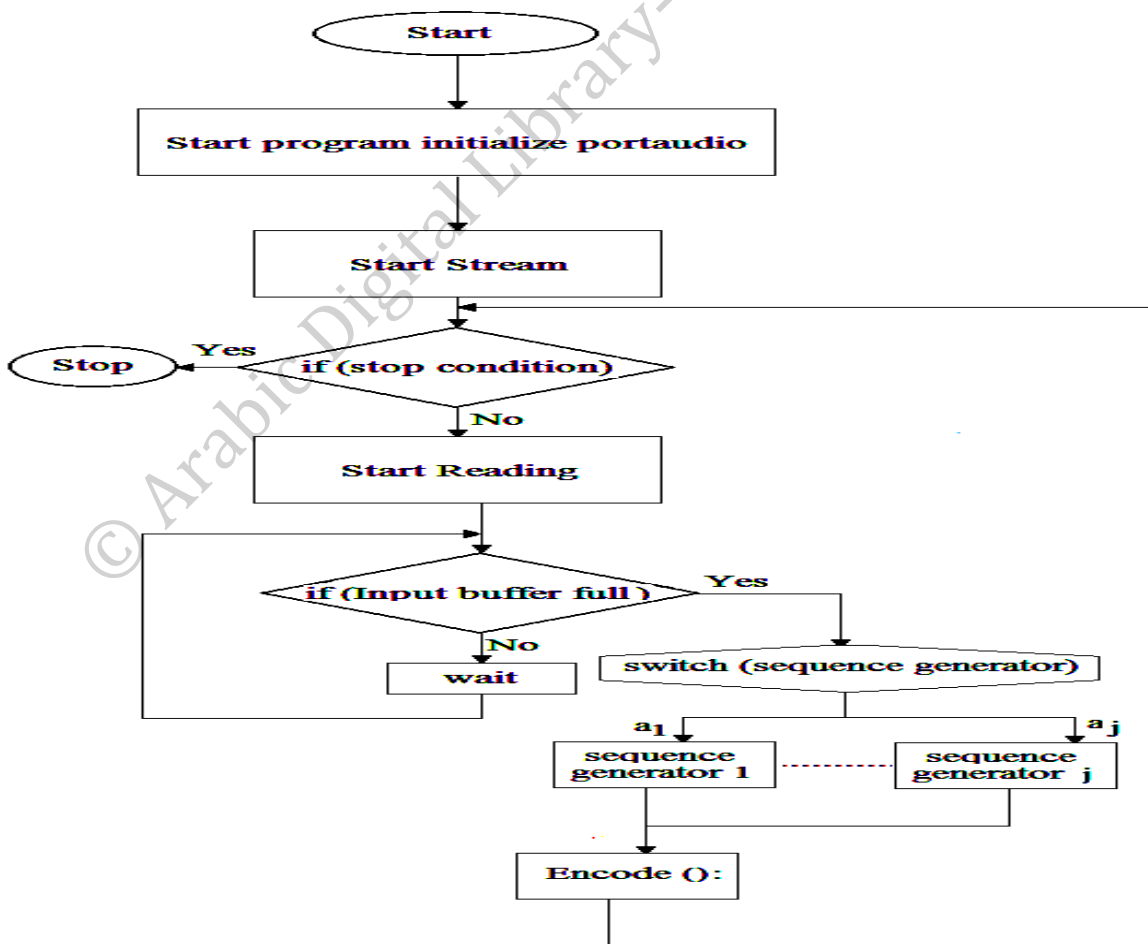 Start
Start program initialize portaudio
Start Stream
Stop
Yes
if (stop condition)
No
Start Reading
if (Input buffer full )
Yes
No
wait
switch (sequence generator)
a1
aj
sequence
generator 1
sequence
generator j
Encode ():
© Arabic Digital Library-